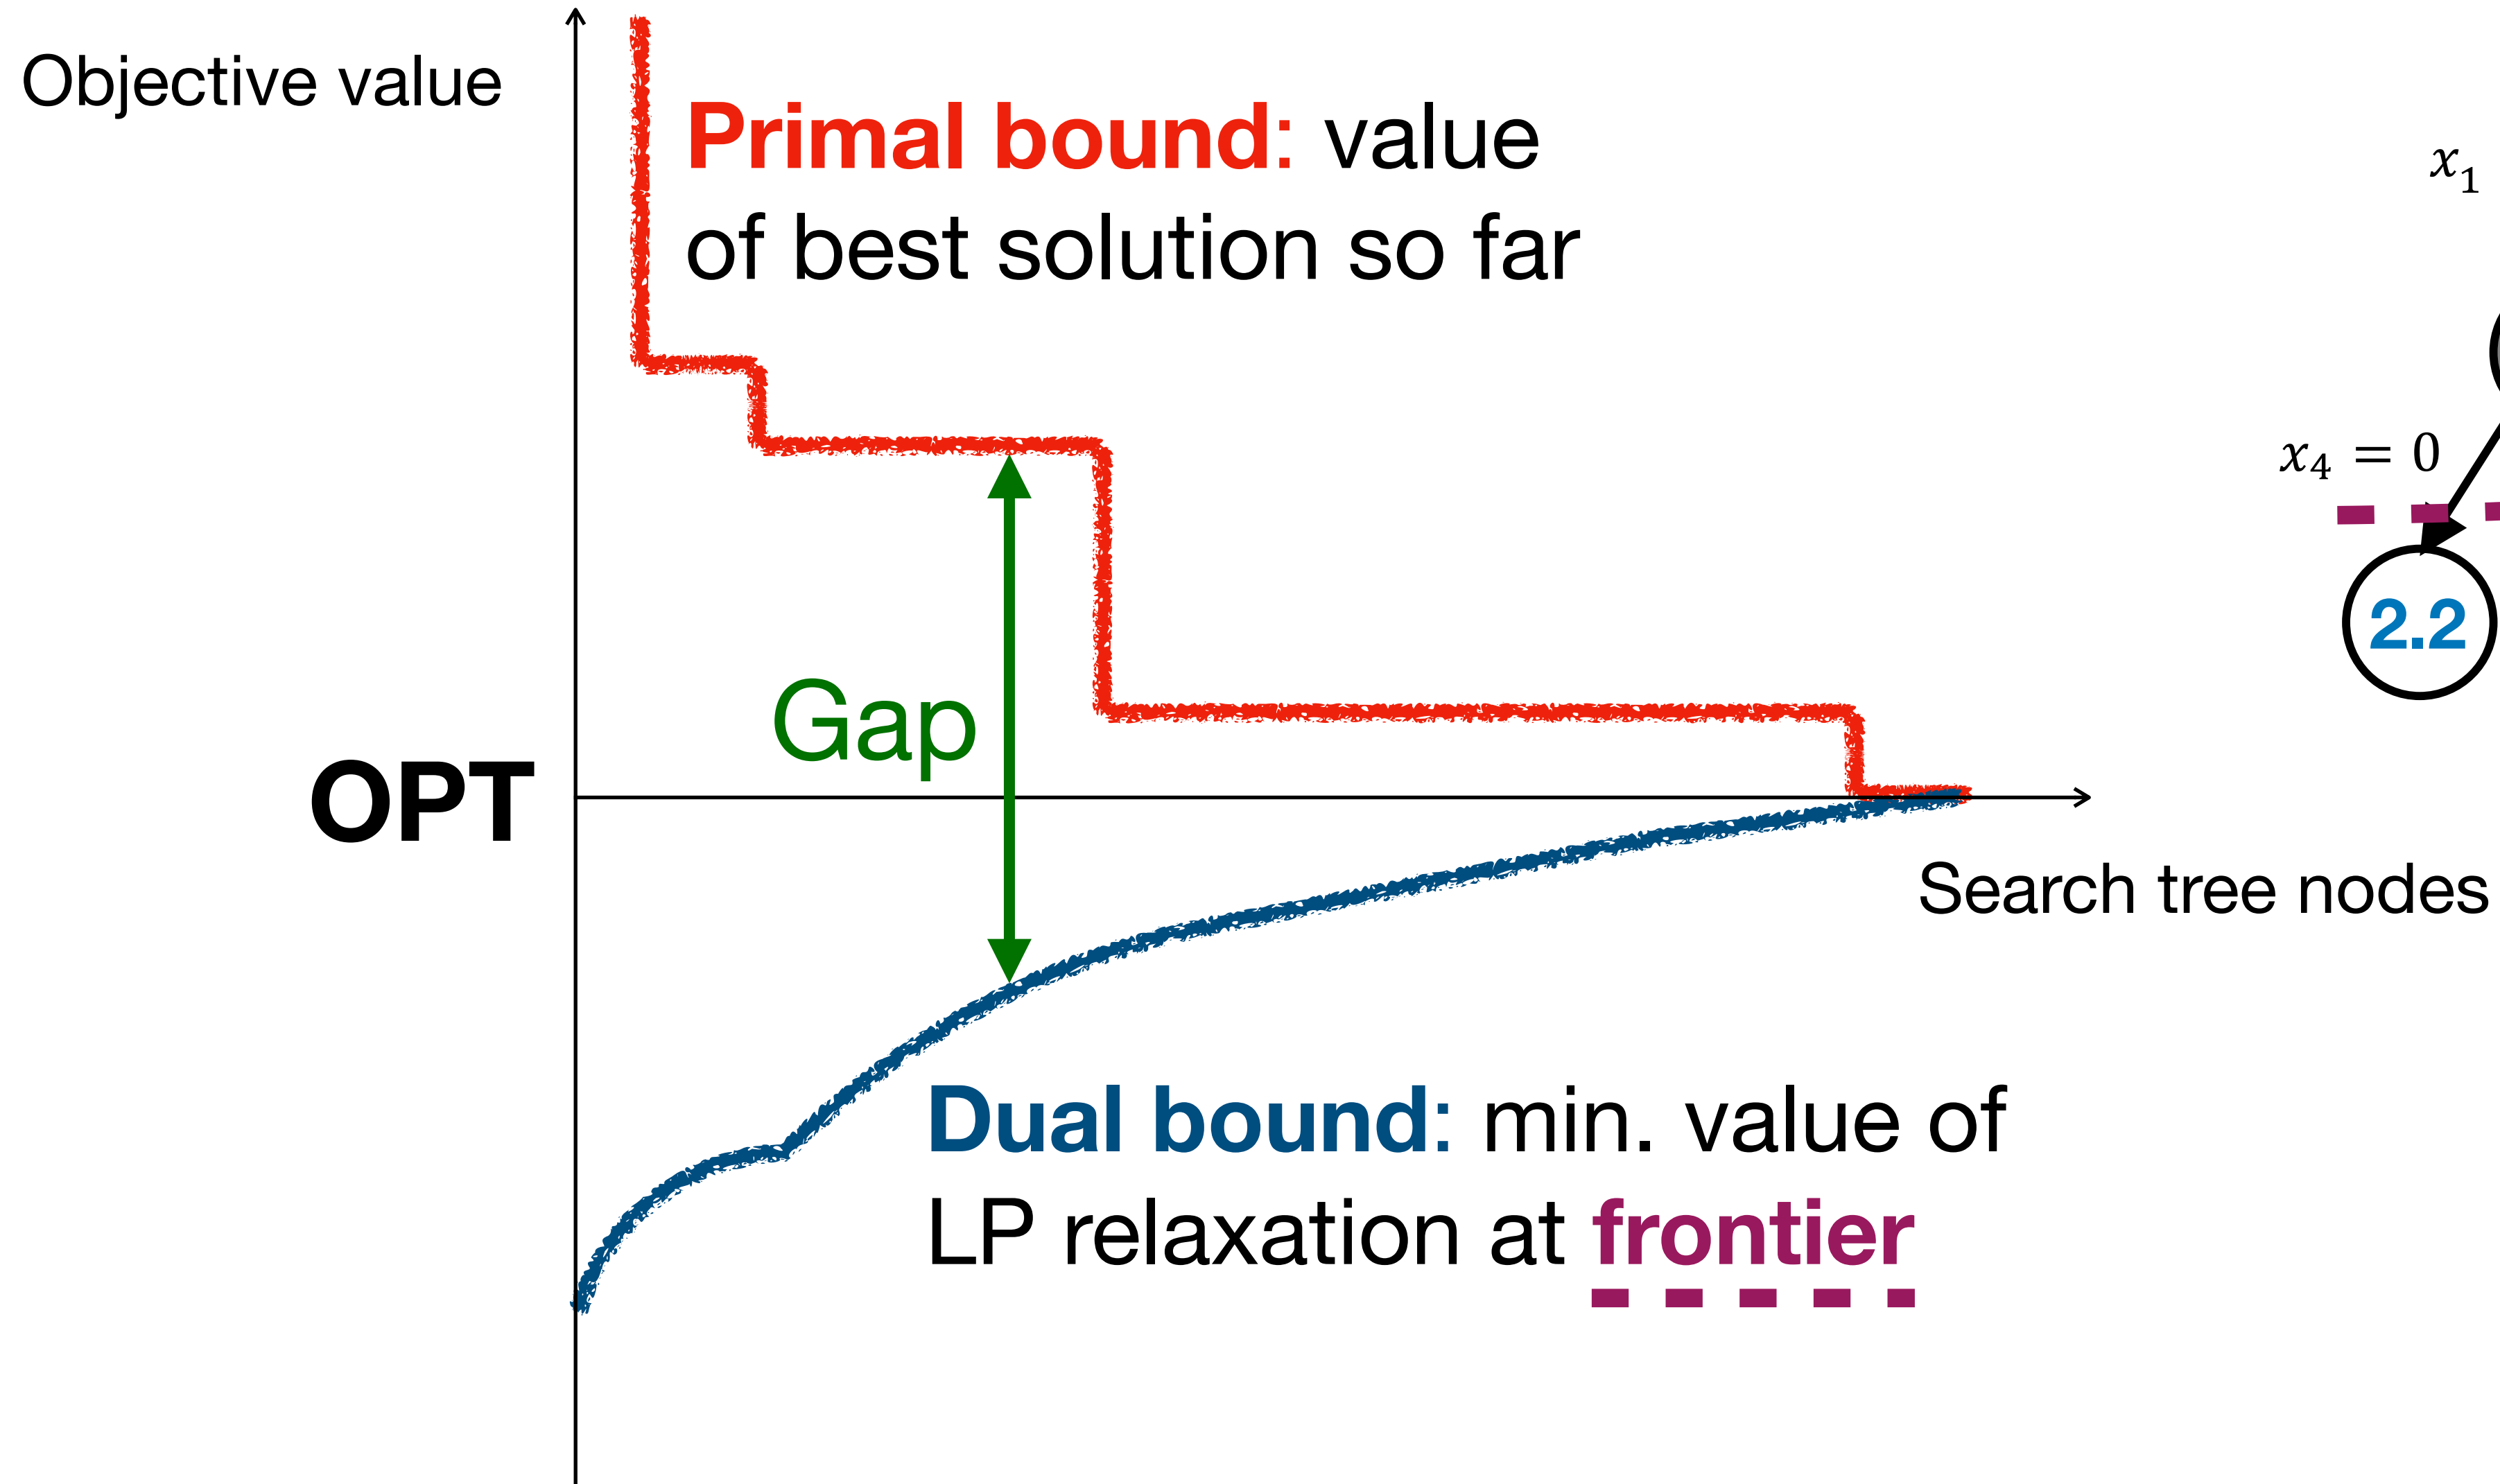 Objective value
Primal bound: value
of best solution so far
x₁
x₄ = 0
2.2
Gap
OPT
Search tree nodes
Dual bound: min. value of
LP relaxation at frontier